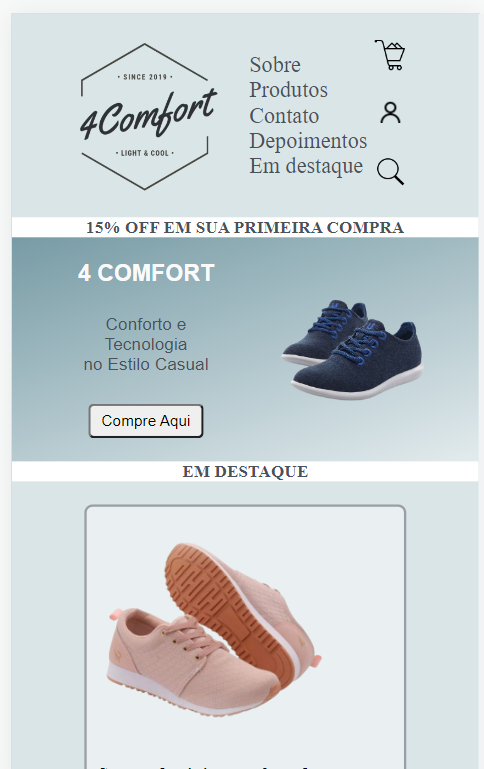 • SINCE 2019 •
4Comfort
• LIGHT & COOL •
Sobre
Produtos
Contato
Depoimentos
Em destaque
15% OFF EM SUA PRIMEIRA COMPRA
4 COMFORT
Conforto e
Tecnologia
no Estilo Casual
Compre Aqui
EM DESTAQUE